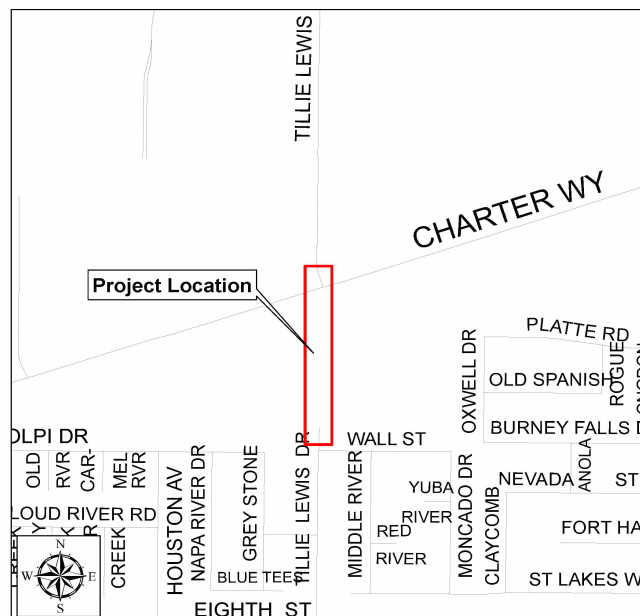 TILLIE LEWIS
CHARTER WY
Project Location
PLATTE RD
OXWELL DR
ROGUE
OLD SPANISH
BURNEY FALLS D
OLPI DR
WALL ST
OLD
RVR
CAR-
MEL
RVR
HOUSTON AV
NAPA RIVER DR
GREY STONE
TILLIE LEWIS DR
MIDDLE RIVER
YUBA
RIVER
RED
RIVER
MONCADO DR
CLAYCOMB
NEVADA
ANOLA
ST
LOUD RIVER RD
CREEK
FORT HA
BLUE TEES
ST LAKES W
EIGHTH ST
N
W
E
S